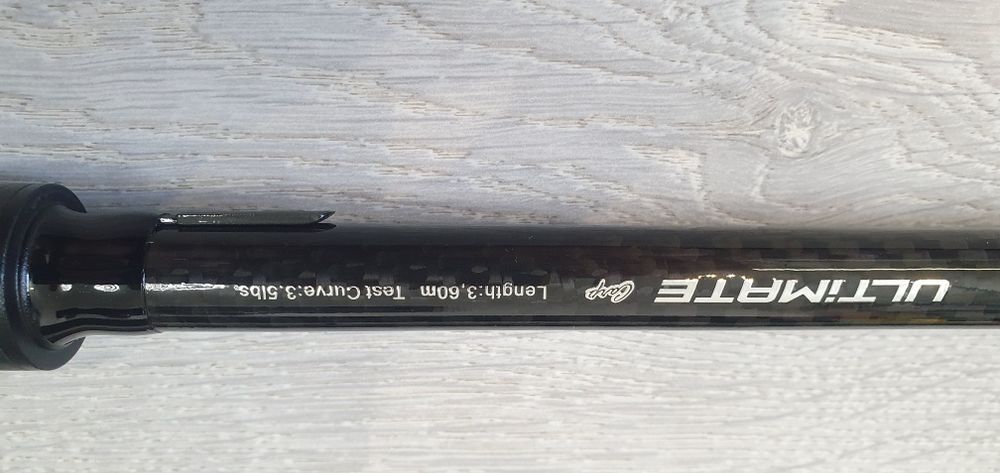 ULTiMATE Carp Length:3,60m Test Curve:3.5lbs.